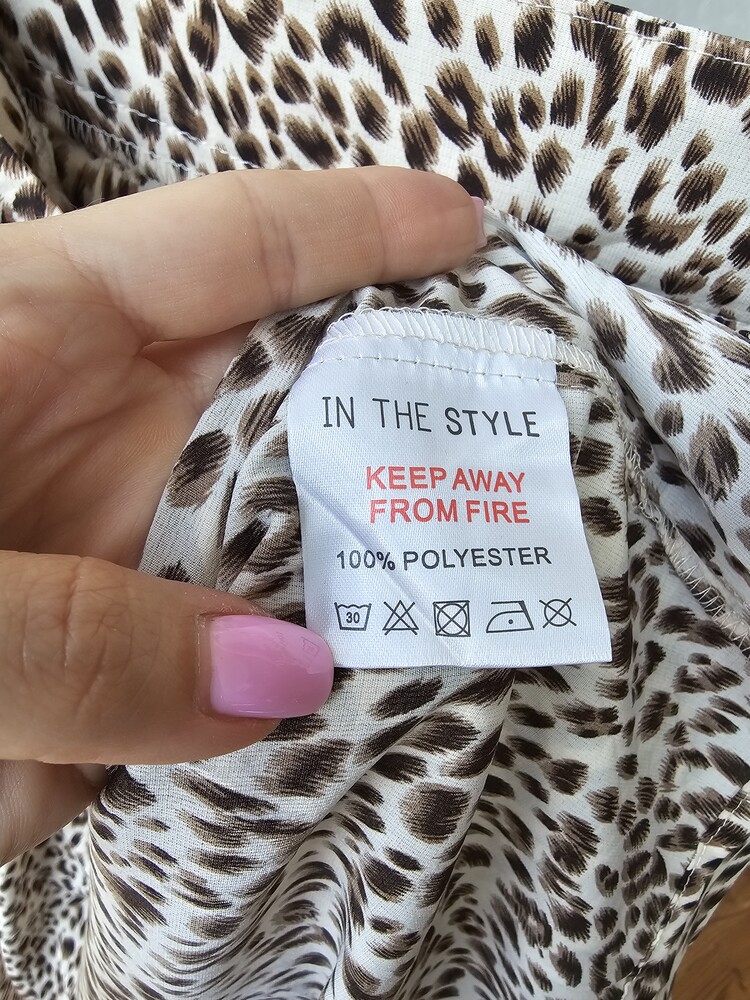 IN THE STYLE
KEEP AWAY
FROM FIRE
100% POLYESTER
30